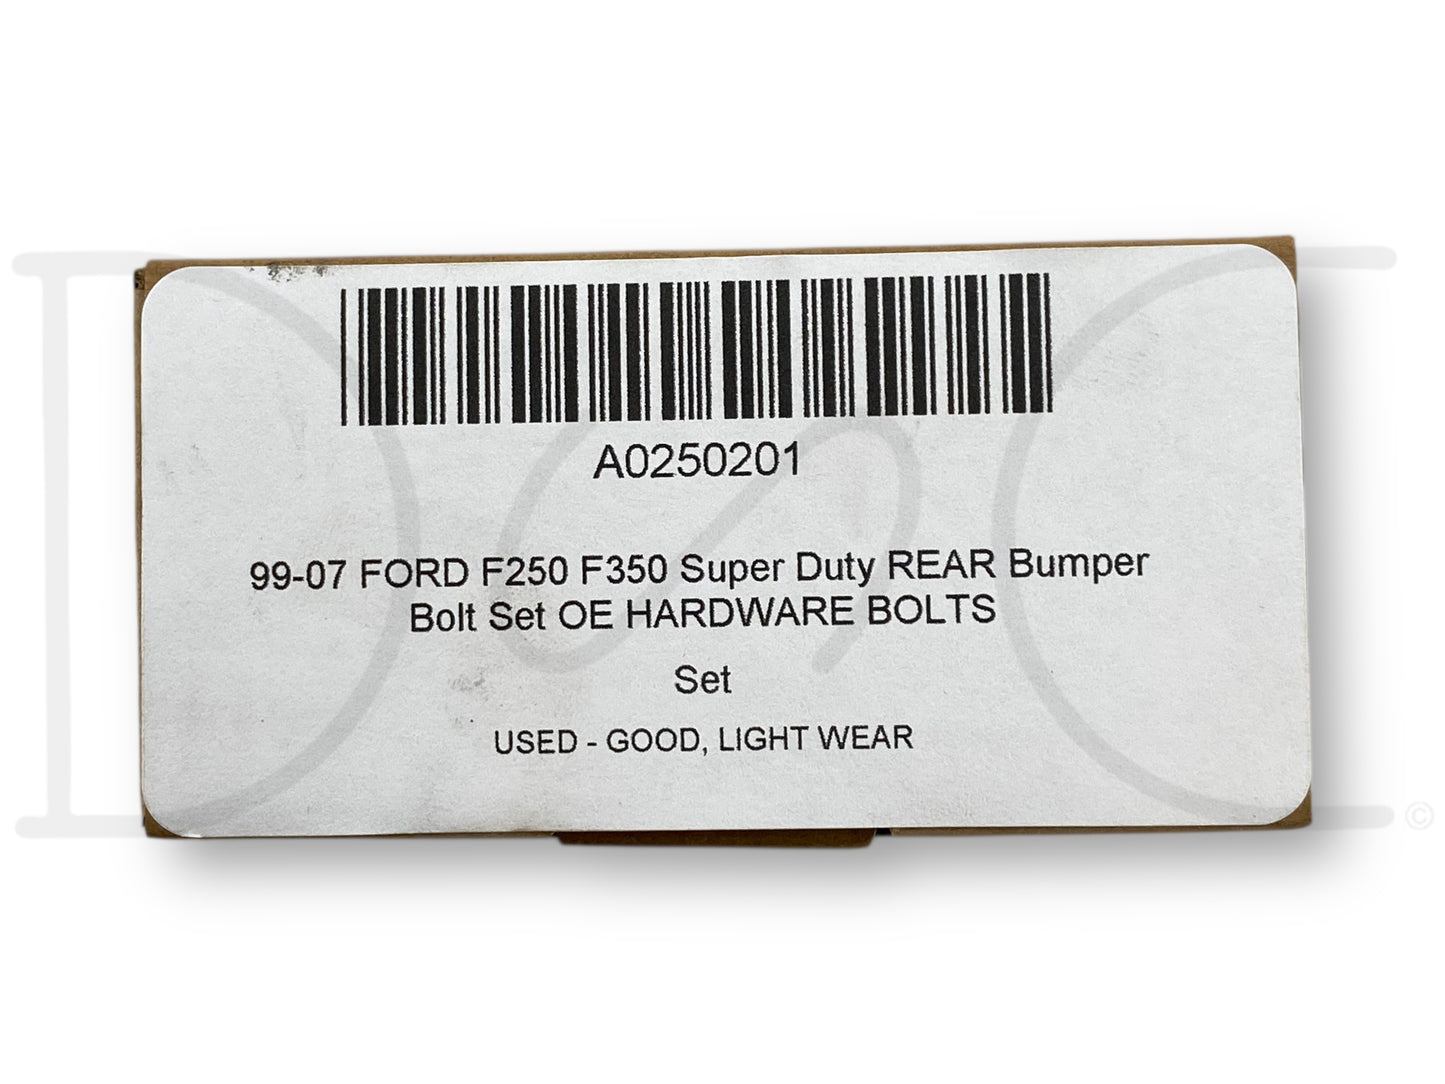 A0250201
99-07 FORD F250 F350 Super Duty REAR Bumper
Bolt Set OE HARDWARE BOLTS
Set
USED - GOOD, LIGHT WEAR
©